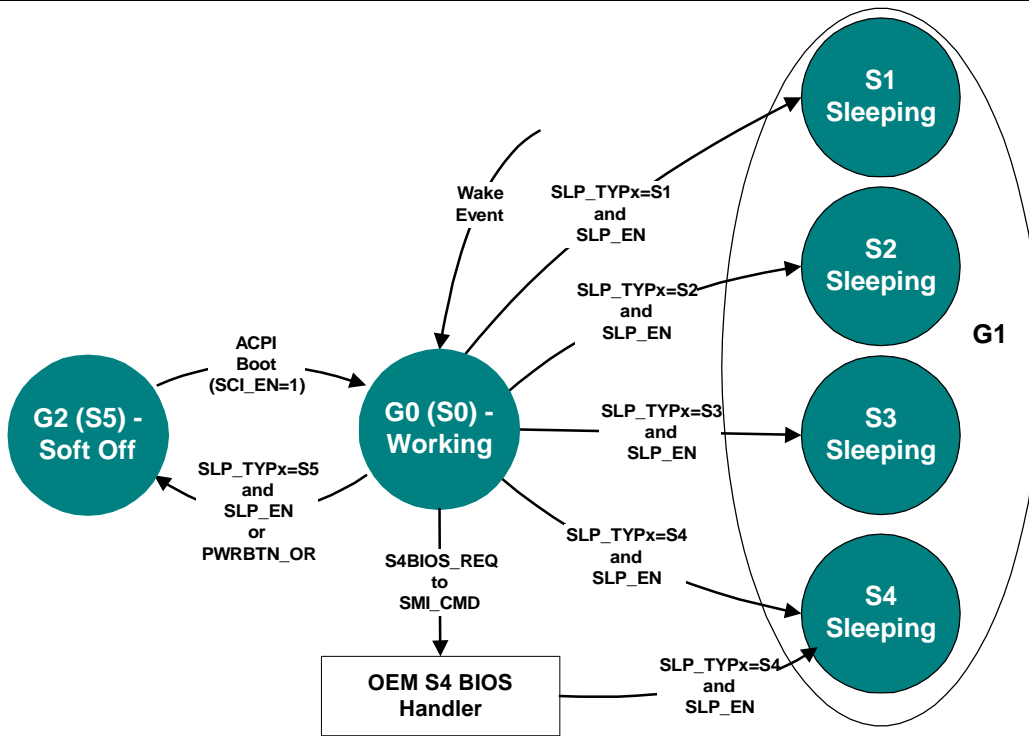 S1
Sleeping
Wake
Event
SLP_TYPx=S1
and
SLP_EN
S2
Sleeping
SLP_TYPx=S2
and
SLP_EN
G1
ACPI
Boot
(SCI_EN=1)
G2 (S5) -
Soft Off
G0 (S0) -
Working
SLP_TYPx=S3
and
SLP_EN
S3
Sleeping
SLP_TYPx=S5
and
SLP_EN
or
PWRBTN_OR
S4BIOS_REQ
to
SMI_CMD
SLP_TYPx=S4
and
SLP_EN
S4
Sleeping
OEM S4 BIOS
Handler
SLP_TYPx=S4
and
SLP_EN